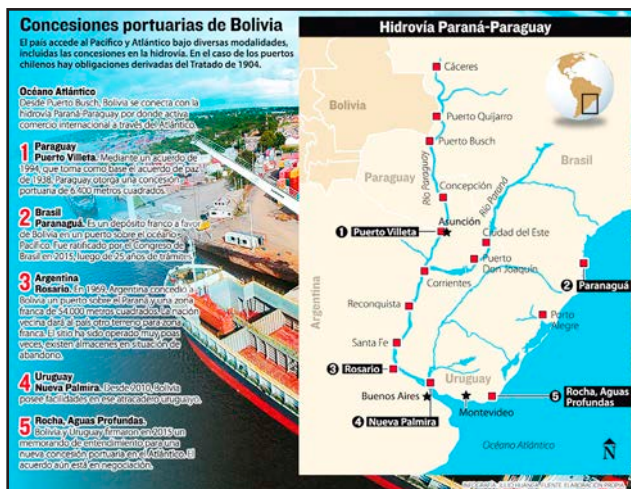 Concesiones portuarias de Bolivia
El país accede al Pacífico y Atlántico bajo diversas modalidades,
incluidas las concesiones en la hidrovía. En el caso de los puertos
chilenos hay obligaciones derivadas del Tratado de 1904.
Océano Atlántico
Desde Puerto Busch, Bolivia se conecta con la
hidrovía Paraná-Paraguay por donde activa
comercio internacional a través del Atlántico.
1 Paraguay
Puerto Villeta. Mediante un acuerdo de
1994, que toma como base el acuerdo de paz
de 1938, Paraguay otorga una concesión
portuaria de 6.400 metros cuadrados.
2 Brasil
Paranaguá. Es un depósito franco a favor
de Bolivia en un puerto sobre el océano
Pacífico. Fue ratificado por el Congreso de
Brasil en 2015, luego de 25 años de trámites.
3 Argentina
Rosario. En 1969, Argentina concedió a
Bolivia un puerto sobre el Paraná y una zona
franca de 54.000 metros cuadrados. La nación
vecina dará al país otro terreno para zona
franca. El sitio ha sido operado muy poas
veces, existen almacenes en situación de
abandono.
4 Uruguay
Nueva Palmira. Desde 2010, Bolivia
posee facilidades en ese atracadero uruguayo.
5 Rocha, Aguas Profundas.
Bolivia y Uruguay firmaron en 2015 un
memorando de entendimiento para una
nueva concesión portuaria en el Atlántico. El
acuerdo aún está en negociación.
Hidrovía Paraná-Paraguay
Cáceres
Bolivia
Puerto Quijarro
Puerto Busch
Brasil
Paraguay
Río Paraguay
Concepción
Río Paraná
Asunción
1 Puerto Villeta
Ciudad del Este
Puerto
Don Joaquín
2 Paranaguá
Corrientes
Argentina
Reconquista
Porto
Alegre
Santa Fe
3 Rosario
Uruguay
5 Rocha, Aguas
Profundas
Buenos Aires
Montevideo
4 Nueva Palmira
Océano Atlántico
N
INFOGRAFÍA: JULIO HUANCA. FUENTE: ELABORACIÓN PROPIA